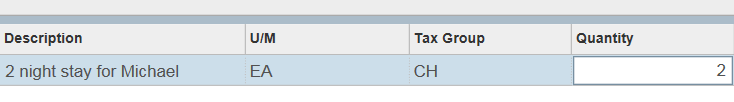 Description U/M Tax Group Quantity
2 night stay for Michael EA CH 2